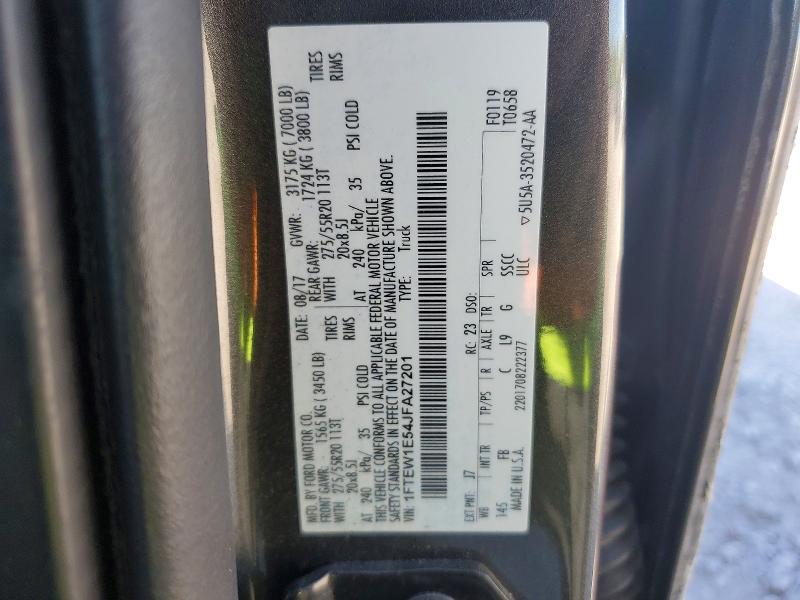 MFD. BY FORD MOTOR CO.
DATE: 08/17 GVWR: 3175 KG ( 7000 LB)
FRONT GAWR: 1565 KG ( 3450 LB) REAR GAWR: 1724 KG ( 3800 LB)
WITH 275/55R20 113T TIRES WITH 275/55R20 113T TIRES
20x8.5J RIMS 20x8.5J RIMS
AT 240 kPa/ 35 PSI COLD AT 240 kPa/ 35 PSI COLD
THIS VEHICLE CONFORMS TO ALL APPLICABLE FEDERAL MOTOR VEHICLE
SAFETY STANDARDS IN EFFECT ON THE DATE OF MANUFACTURE SHOWN ABOVE.
VIN: 1FTEW1E54JFA27201 TYPE: Truck
F0119
T0658
EXT PNT: J7 RC: 23 DSO:
WB INT TR TP/PS R AXLE TR SPR
145 FB C L9 G SSCC
ULC
MADE IN U.S.A. 2201708222377 ▽5U5A-3520472-AA